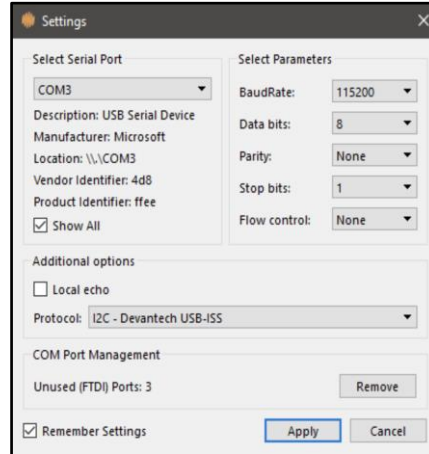 Settings
Select Serial Port
COM3
Description: USB Serial Device
Manufacturer: Microsoft
Location: \\.\COM3
Vendor Identifier: 4d8
Product Identifier: ffee
Show All
Select Parameters
BaudRate: 115200
Data bits: 8
Parity: None
Stop bits: 1
Flow control: None
Additional options
Local echo
Protocol: I2C - Devantech USB-ISS
COM Port Management
Unused (FTDI) Ports: 3 Remove
Remember Settings Apply Cancel